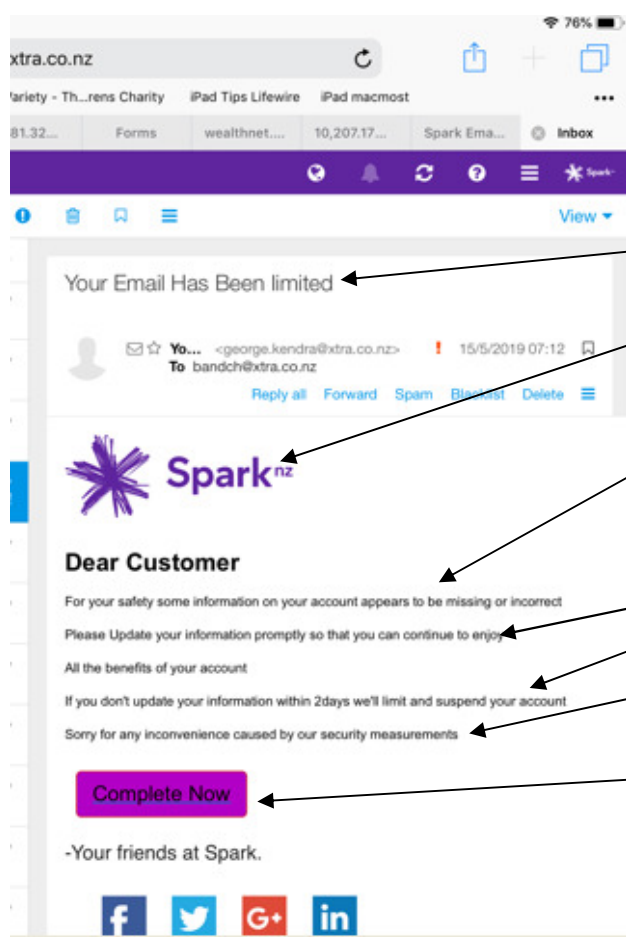 76%
xtra.co.nz
Variety - Th...rens Charity iPad Tips Lifewire iPad macmost ...
81.32... Forms wealthnet.... 10,207.17... Spark Ema... Inbox
Spark
View
Your Email Has Been limited
Yo... <george.kendra@xtra.co.nz> ! 15/5/2019 07:12
To bandch@xtra.co.nz
Reply all Forward Spam Blacklist Delete
Spark nz
Dear Customer
For your safety some information on your account appears to be missing or incorrect
Please Update your information promptly so that you can continue to enjoy
All the benefits of your account
If you don't update your information within 2days we'll limit and suspend your account
Sorry for any inconvenience caused by our security measurements
Complete Now
-Your friends at Spark.
f G+ in